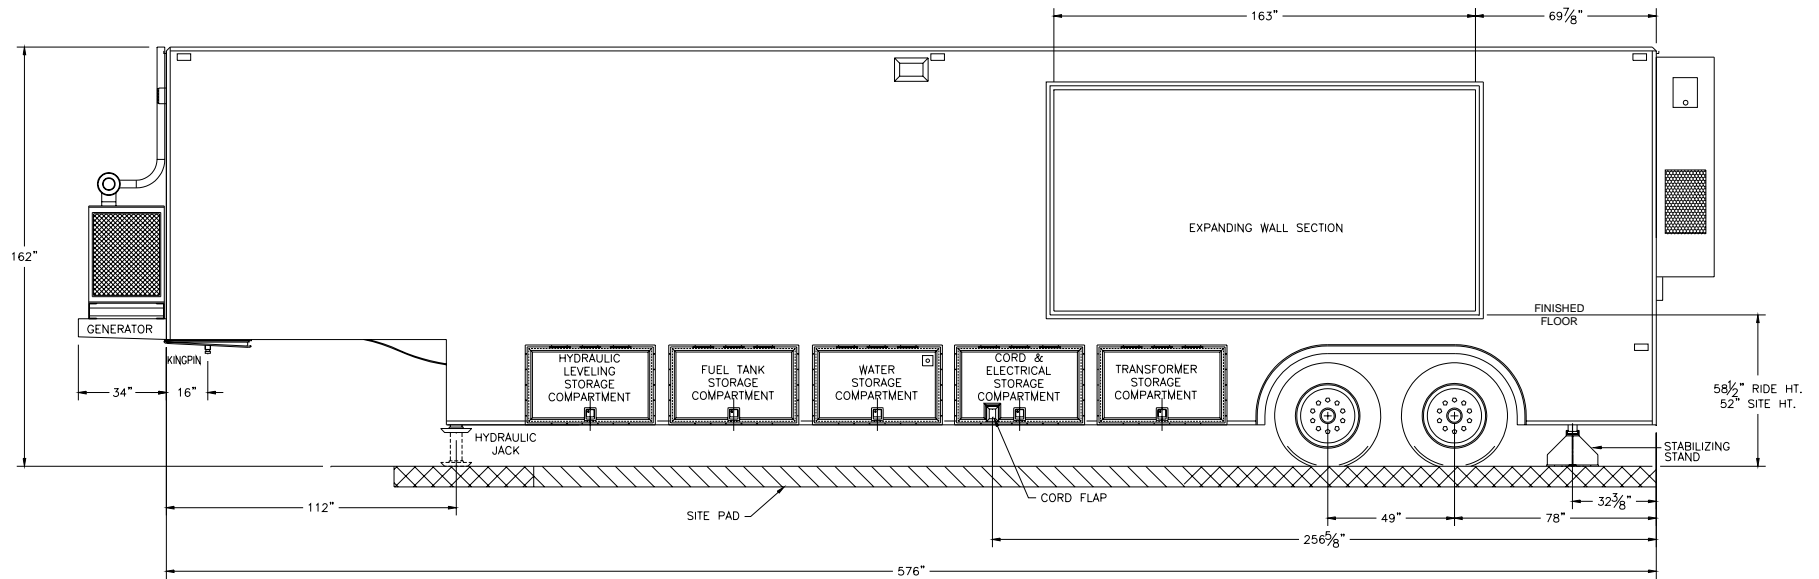 163"
69⅞"
162"
EXPANDING WALL SECTION
FINISHED
FLOOR
GENERATOR
KINGPIN
34"
16"
HYDRAULIC
LEVELING
STORAGE
COMPARTMENT
FUEL TANK
STORAGE
COMPARTMENT
WATER
STORAGE
COMPARTMENT
CORD &
ELECTRICAL
STORAGE
COMPARTMENT
TRANSFORMER
STORAGE
COMPARTMENT
58½" RIDE HT.
52" SITE HT.
HYDRAULIC
JACK
STABILIZING
STAND
CORD FLAP
SITE PAD
112"
32⅜"
49"
78"
256⅝"
576"